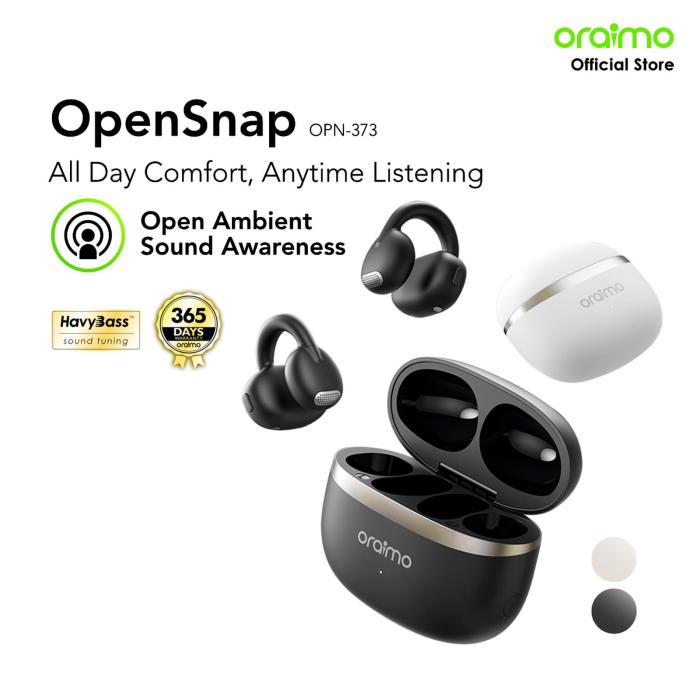 oraimo
Official Store
OpenSnap OPN-373
All Day Comfort, Anytime Listening
Open Ambient
Sound Awareness
HavyBass™
sound tuning
365
DAYS
WARRANTY
oraimo
oraimo
oraimo